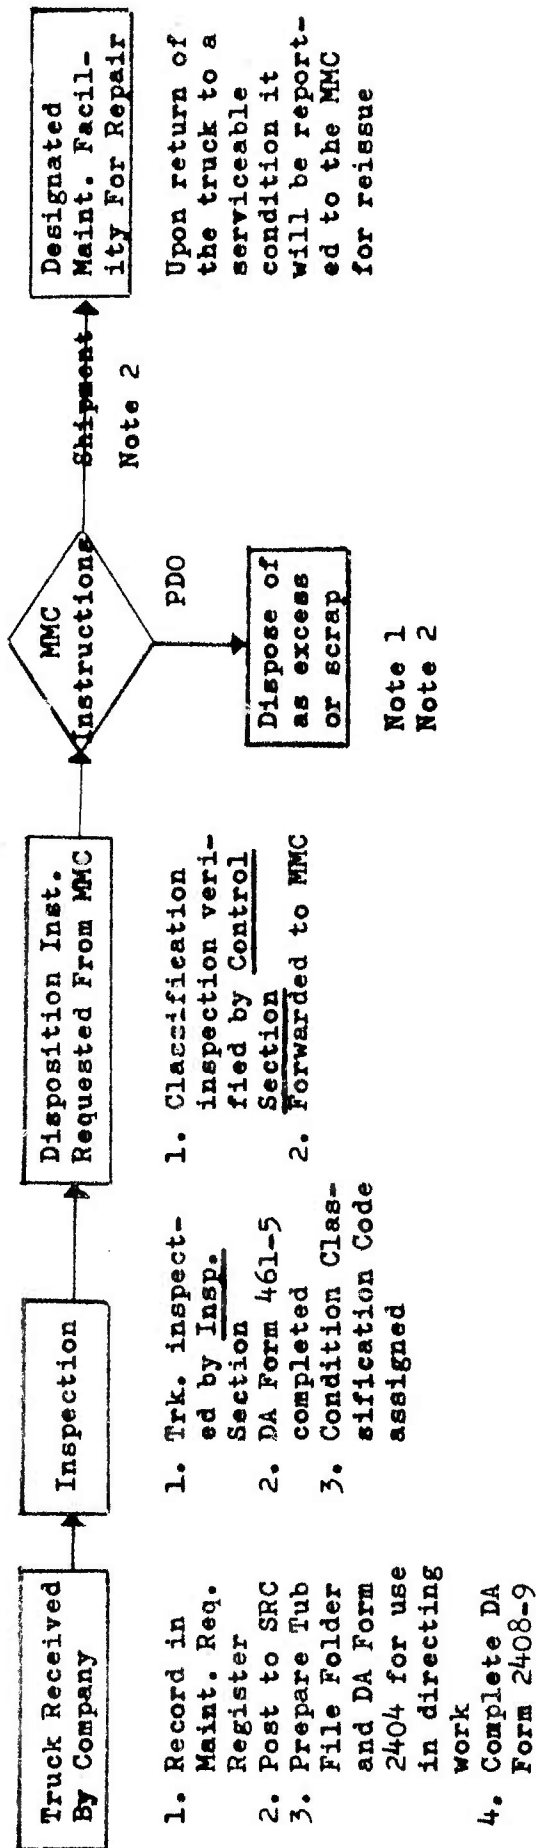 Truck Received
By Company
1. Record in
Maint. Req.
Register
2. Post to SRC
3. Prepare Tub
File Folder
and DA Form
2404 for use
in directing
work
4. Complete DA
Form 2408-9
Inspection
1. Trk. inspect-
ed by Insp.
Section
2. DA Form 461-5
completed
3. Condition Clas-
sification Code
assigned
Disposition Inst.
Requested From MMC
1. Classification
inspection veri-
fied by Control
Section
2. Forwarded to MMC
MMC
Instructions
PDO
Dispose of
as excess
or scrap
Note 1
Note 2
Shipment
Note 2
Designated
Maint. Facil-
ity For Repair
Upon return of
the truck to a
serviceable
condition it
will be report-
ed to the MMC
for reissue